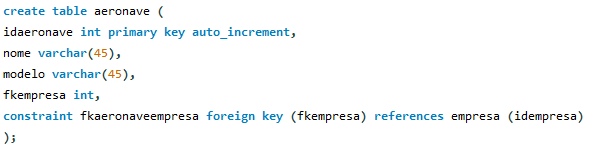 create table aeronave (
idaeronave int primary key auto_increment,
nome varchar(45),
modelo varchar(45),
fkempresa int,
constraint fkaeronaveempresa foreign key (fkempresa) references empresa (idempresa)
);